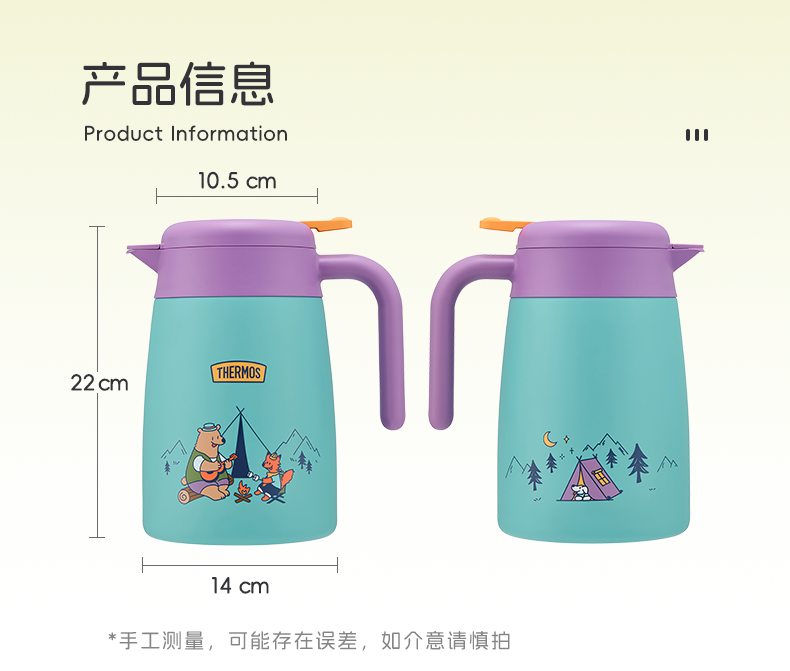 产品信息
Product Information
10.5 cm
22cm
THERMOS
14 cm
*手工测量，可能存在误差，如介意请慎拍